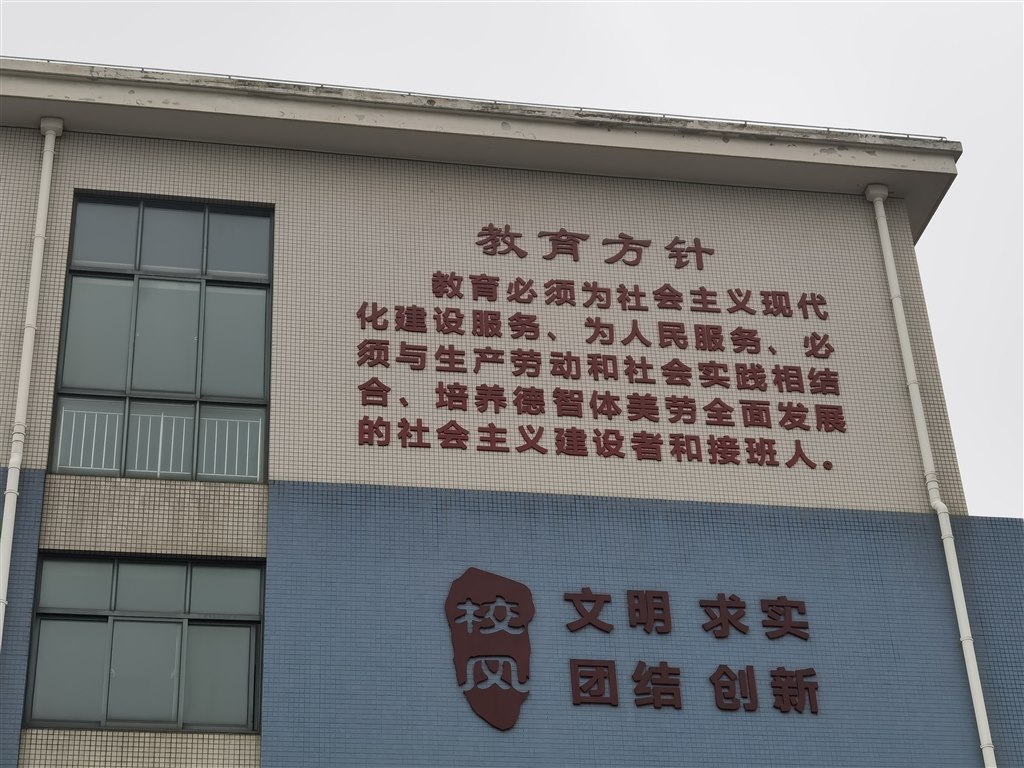 教育方针
教育必须为社会主义现代
化建设服务、为人民服务、必
须与生产劳动和社会实践相结
合、培养德智体美劳全面发展
的社会主义建设者和接班人。
校风
文明 求实
团结 创新